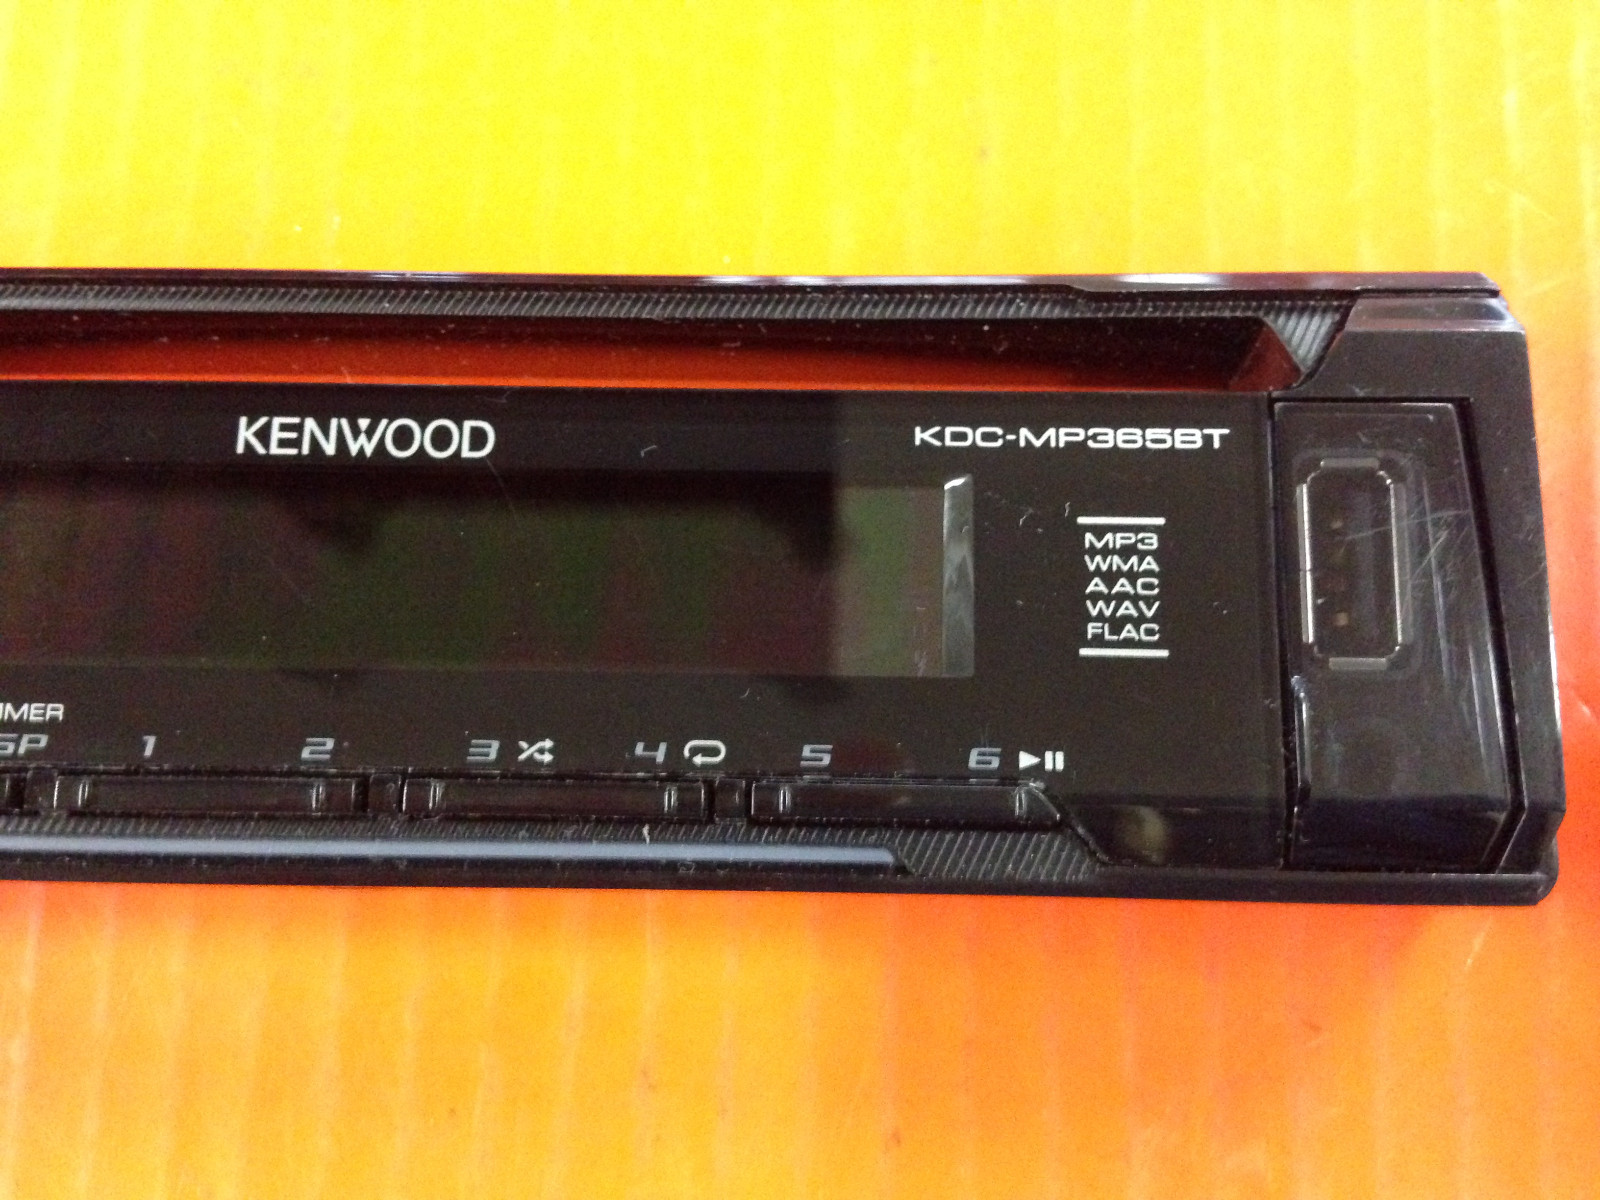 KENWOOD
KDC-MP365BT
MP3
WMA
AAC
WAV
FLAC
1 2 3 4 5 6